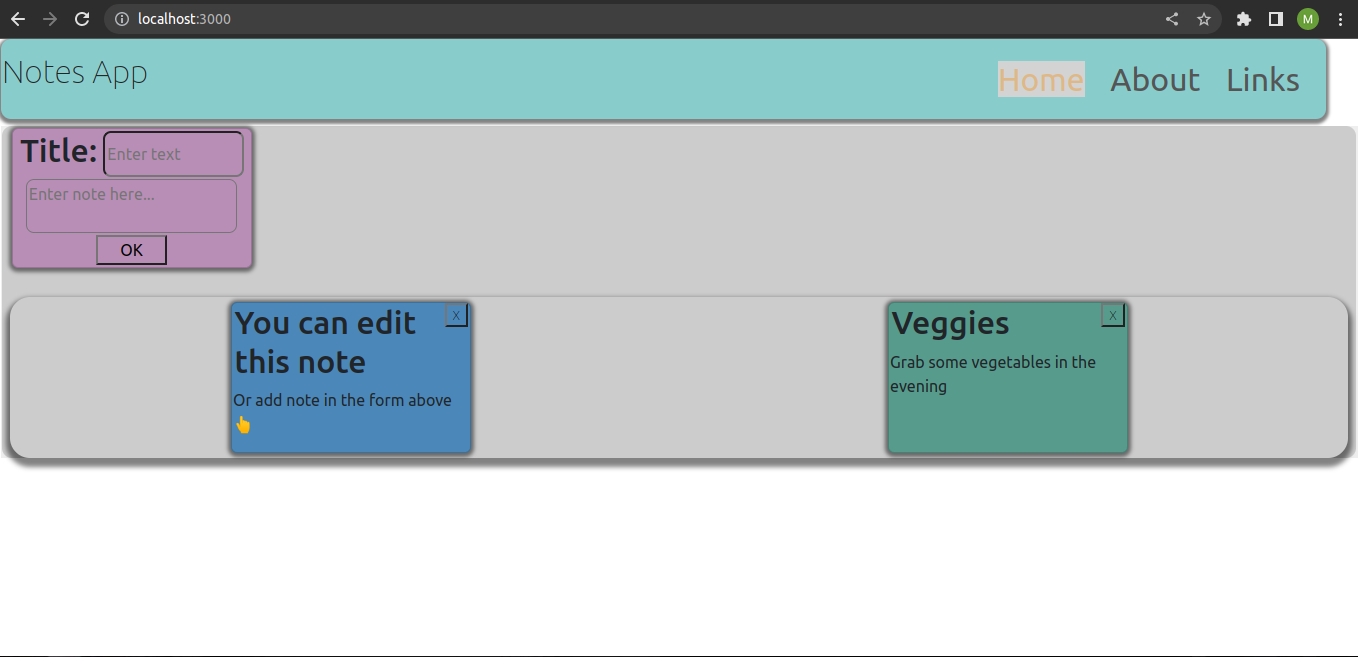 localhost:3000
M
Notes App
Home About Links
Title: Enter text
Enter note here...
OK
You can edit X
this note
Or add note in the form above
👆
Veggies X
Grab some vegetables in the
evening